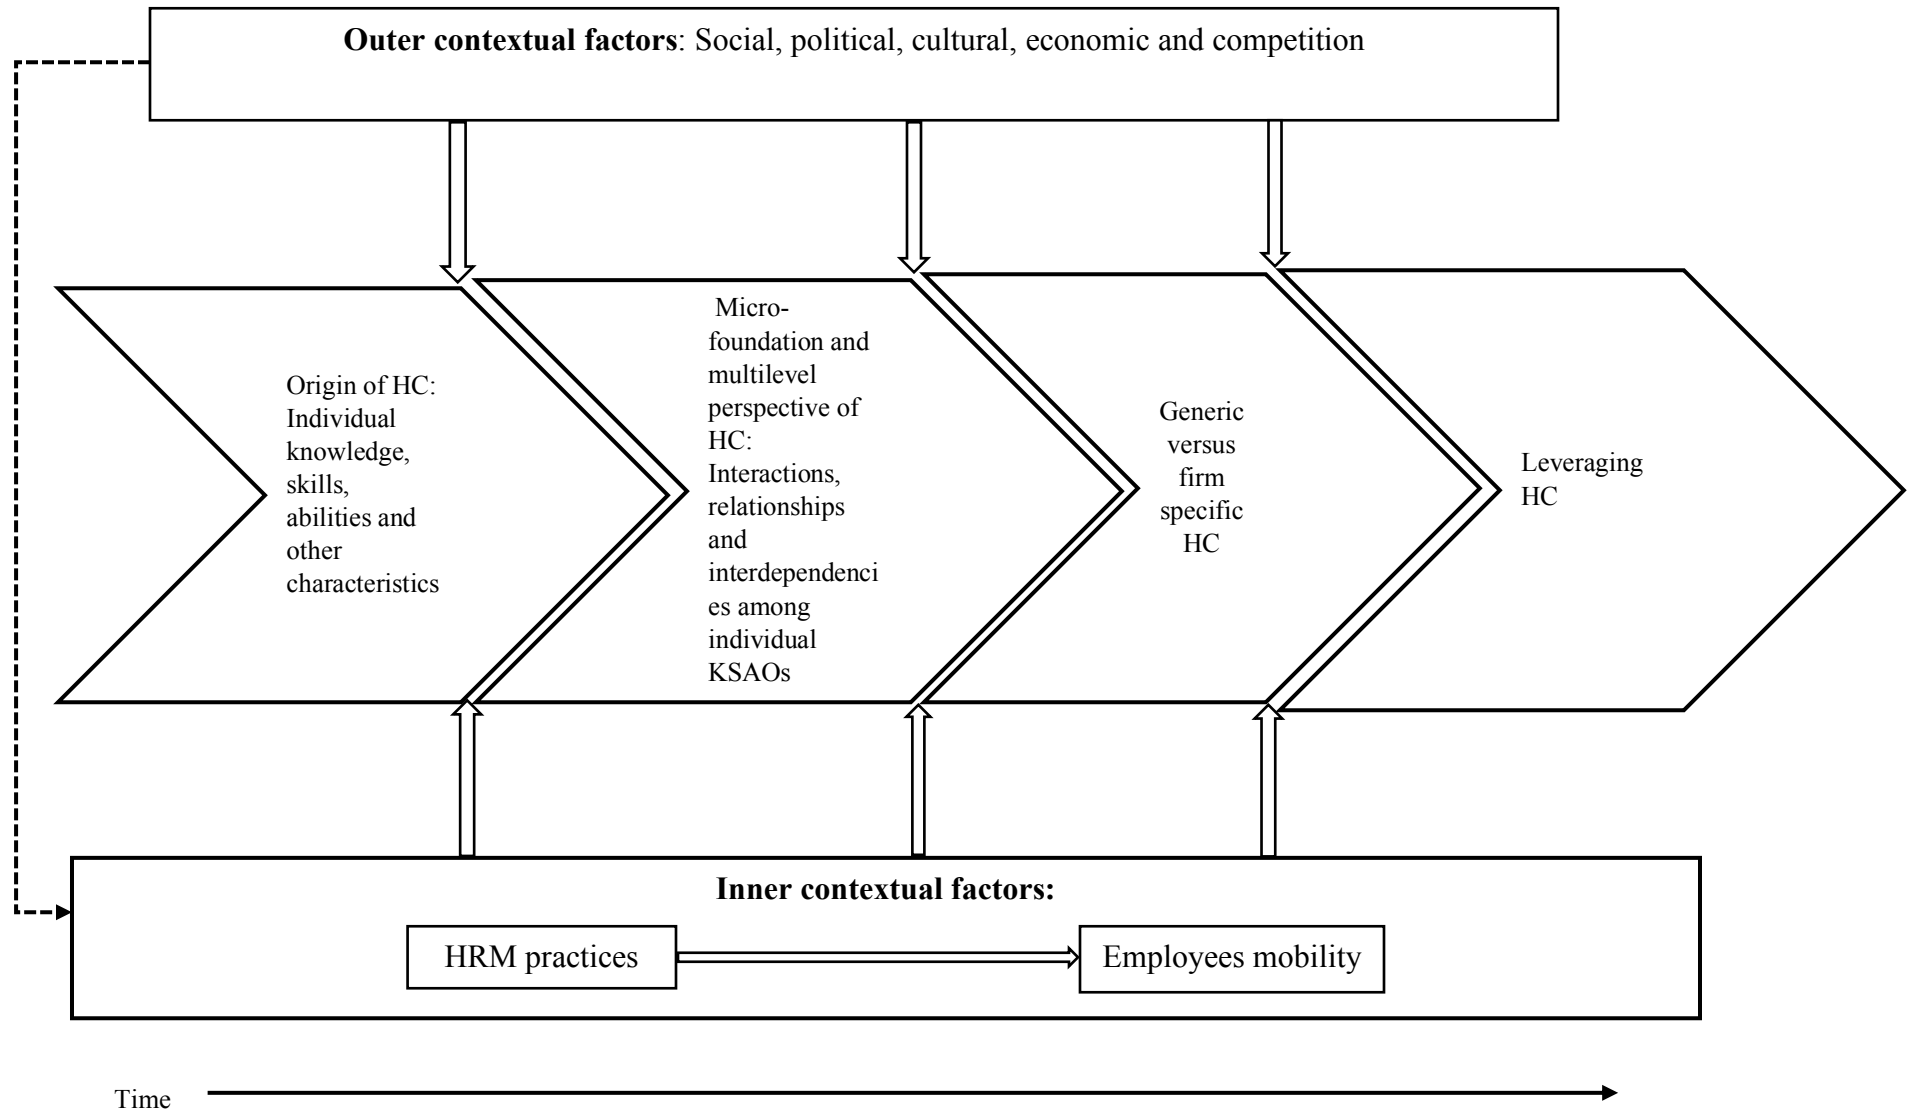 Outer contextual factors: Social, political, cultural, economic and competition
Origin of HC:
Individual
knowledge,
skills,
abilities and
other
characteristics
Micro-
foundation and
multilevel
perspective of
HC:
Interactions,
relationships
and
interdependenci
es among
individual
KSAOs
Generic
versus
firm
specific
HC
Leveraging
HC
Inner contextual factors:
HRM practices
Employees mobility
Time